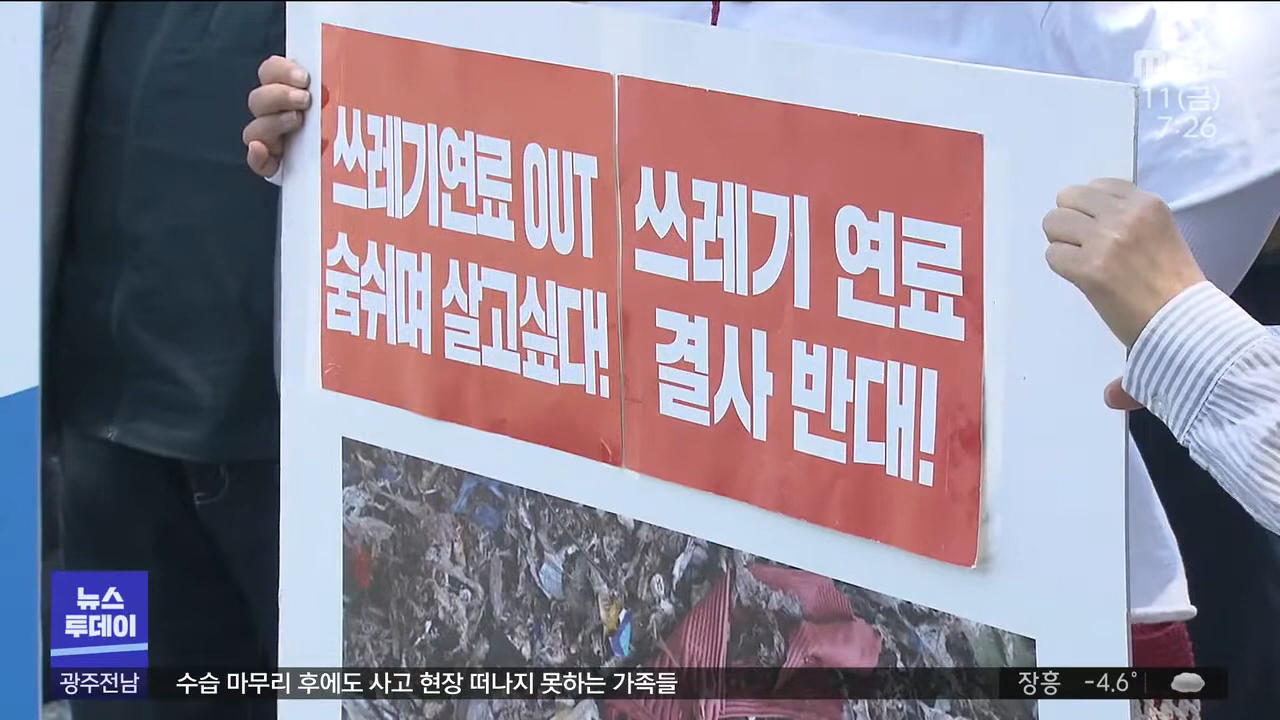 MBC
11(금)
7:26
쓰레기연료 OUT
숨쉬며 살고싶다!
쓰레기 연료
결사 반대!
뉴스
투데이
광주전남
수습 마무리 후에도 사고 현장 떠나지 못하는 가족들
장흥 -4.6°